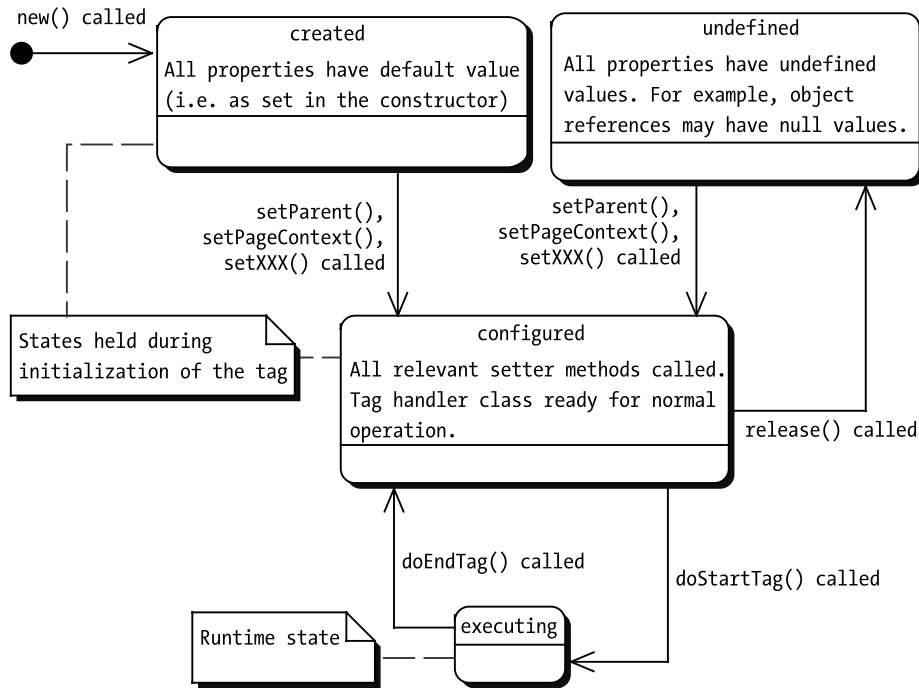 new() called
created
All properties have default value
(i.e. as set in the constructor)
undefined
All properties have undefined
values. For example, object
references may have null values.
setParent(),
setPageContext(),
setXXX() called
setParent(),
setPageContext(),
setXXX() called
States held during
initialization of the tag
configured
All relevant setter methods called.
Tag handler class ready for normal
operation.
release() called
doEndTag() called
doStartTag() called
Runtime state
executing